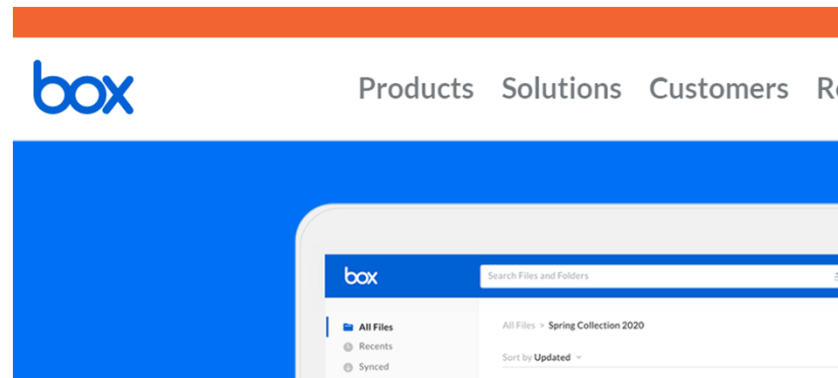 box Products Solutions Customers
box Search Files and Folders
All Files All Files > Spring Collection 2020
Recents
Sort by Updated
Synced